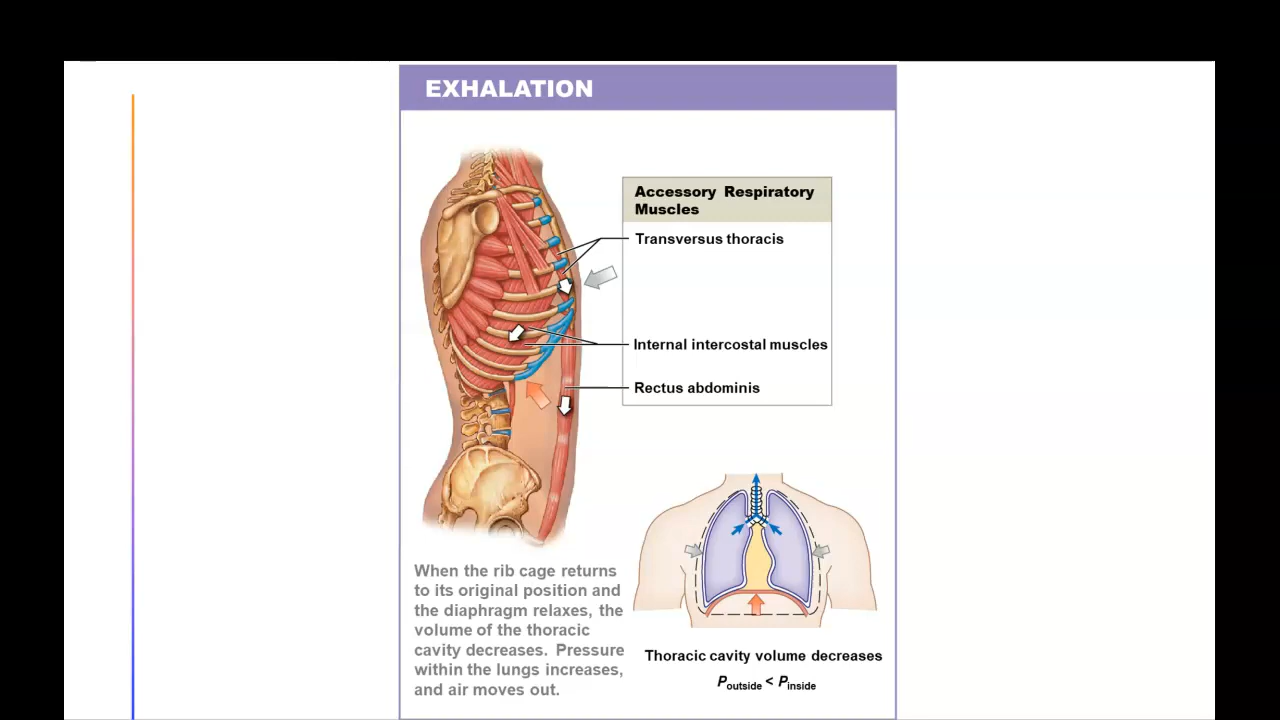 EXHALATION
Accessory Respiratory
Muscles
Transversus thoracis
Internal intercostal muscles
Rectus abdominis
When the rib cage returns
to its original position and
the diaphragm relaxes, the
volume of the thoracic
cavity decreases. Pressure
within the lungs increases,
and air moves out.
Thoracic cavity volume decreases
Poutside < Pinside